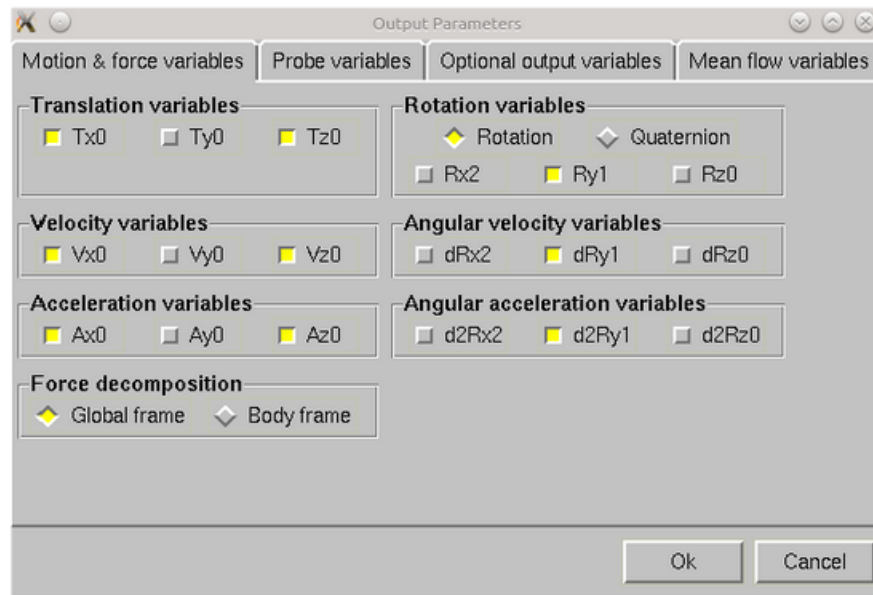 Output Parameters
Motion & force variables
Probe variables
Optional output variables
Mean flow variables
Translation variables
Tx0 Ty0 Tz0
Rotation variables
Rotation Quaternion
Rx2 Ry1 Rz0
Velocity variables
Vx0 Vy0 Vz0
Angular velocity variables
dRx2 dRy1 dRz0
Acceleration variables
Ax0 Ay0 Az0
Angular acceleration variables
d2Rx2 d2Ry1 d2Rz0
Force decomposition
Global frame Body frame
Ok Cancel